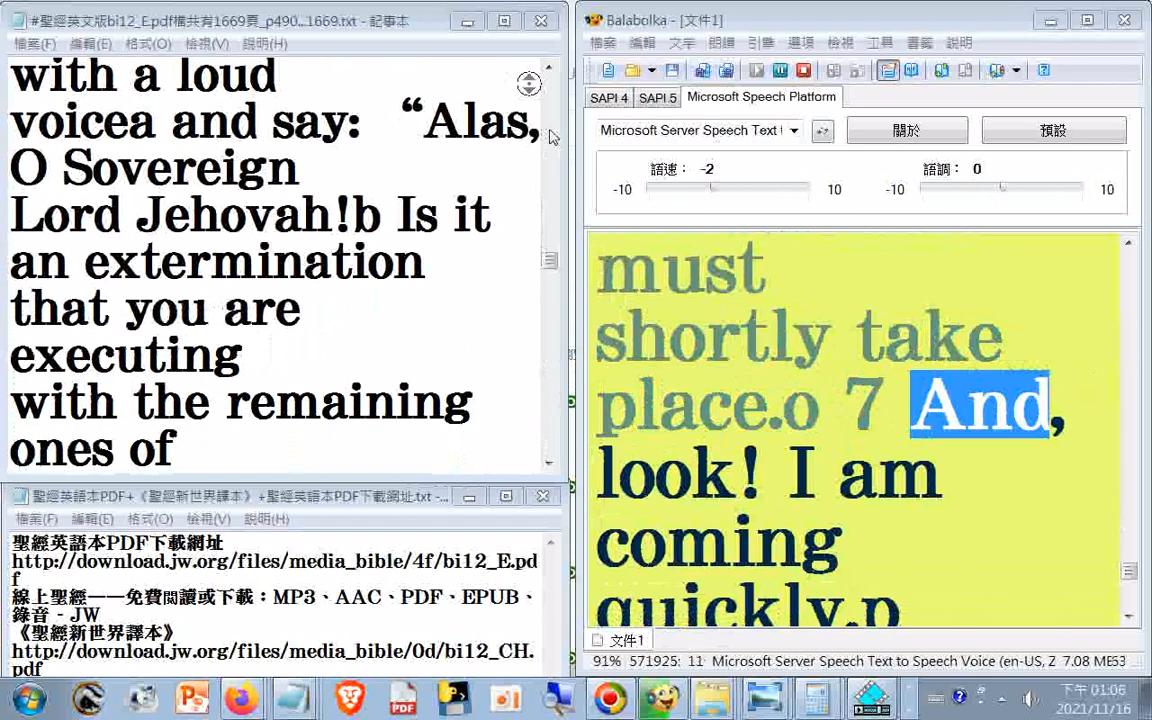 #聖經英文版bi12_E.pdf檔共有1669頁_p490...1669.txt - 記事本
檔案(F) 編輯(E) 格式(O) 檢視(V) 說明(H)
with a loud
voicea and say: “Alas,
O Sovereign
Lord Jehovah!b Is it
an extermination
that you are
executing
with the remaining
ones of
聖經英語本PDF+《聖經新世界譯本》+聖經英語本PDF下載網址.txt -...
檔案(F) 編輯(E) 格式(O) 檢視(V) 說明(H)
聖經英語本PDF下載網址
http://download.jw.org/files/media_bible/4f/bi12_E.pd
f
線上聖經——免費閱讀或下載：MP3、AAC、PDF、EPUB、
錄音 - JW
《聖經新世界譯本》
http://download.jw.org/files/media_bible/0d/bi12_CH.
pdf
Balabolka - [文件1]
檔案 編輯 文字 朗讀 引擎 選項 檢視 工具 書籤 說明
SAPI 4 SAPI 5 Microsoft Speech Platform
Microsoft Server Speech Text 關於 預設
語速： -2 語調： 0
-10 10 -10 10
must
shortly take
place.o 7 And,
look! I am
coming
quickly.p
文件1
91% 571925: 11 Microsoft Server Speech Text to Speech Voice (en-US, Z 7.08 ME53
下午 01:06
2021/11/16